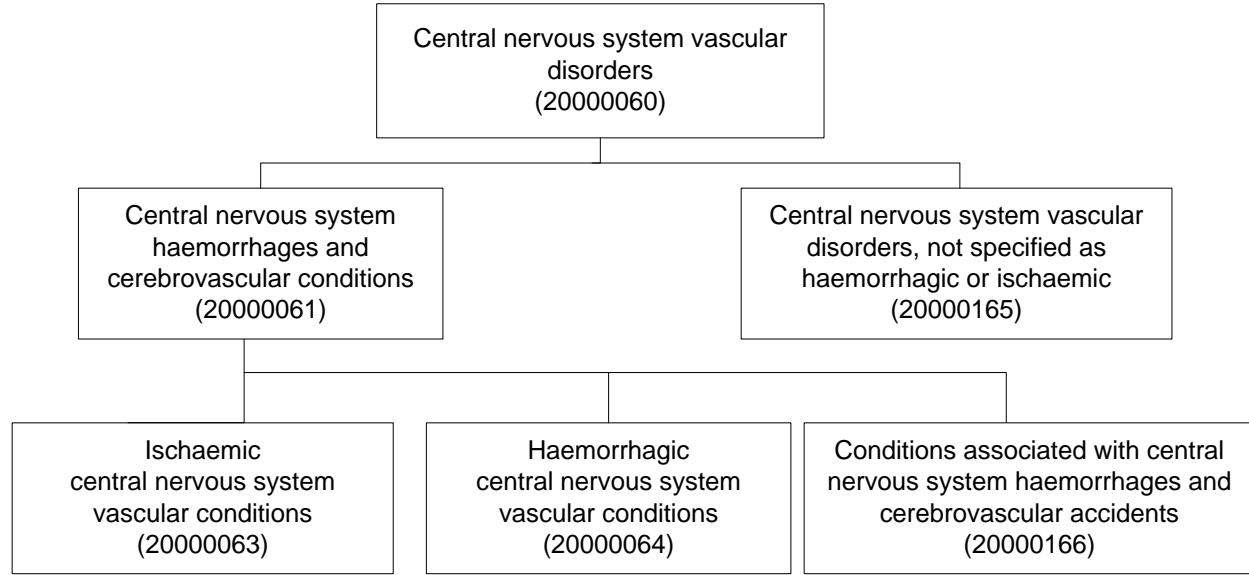 Central nervous system vascular
disorders
(20000060)
Central nervous system
haemorrhages and
cerebrovascular conditions
(20000061)
Central nervous system vascular
disorders, not specified as
haemorrhagic or ischaemic
(20000165)
Ischaemic
central nervous system
vascular conditions
(20000063)
Haemorrhagic
central nervous system
vascular conditions
(20000064)
Conditions associated with central
nervous system haemorrhages and
cerebrovascular accidents
(20000166)